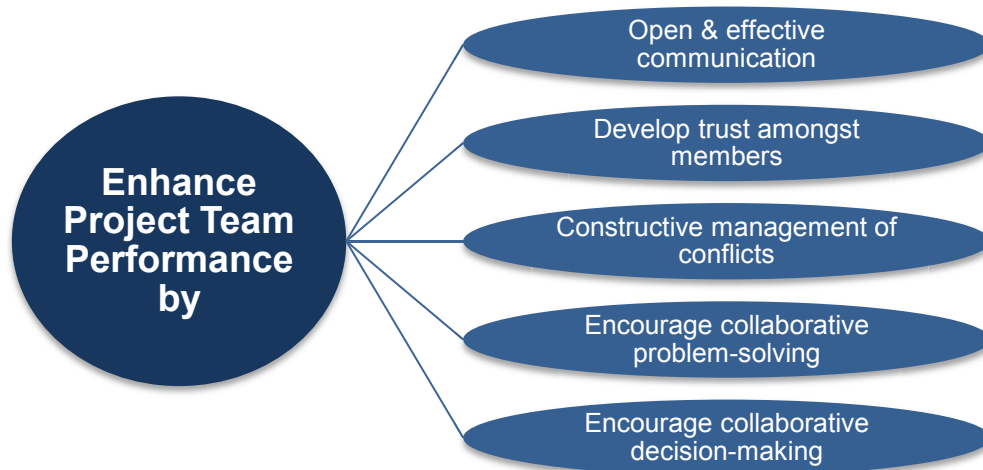 Enhance
Project Team
Performance
by
Open & effective
communication
Develop trust amongst
members
Constructive management of
conflicts
Encourage collaborative
problem-solving
Encourage collaborative
decision-making